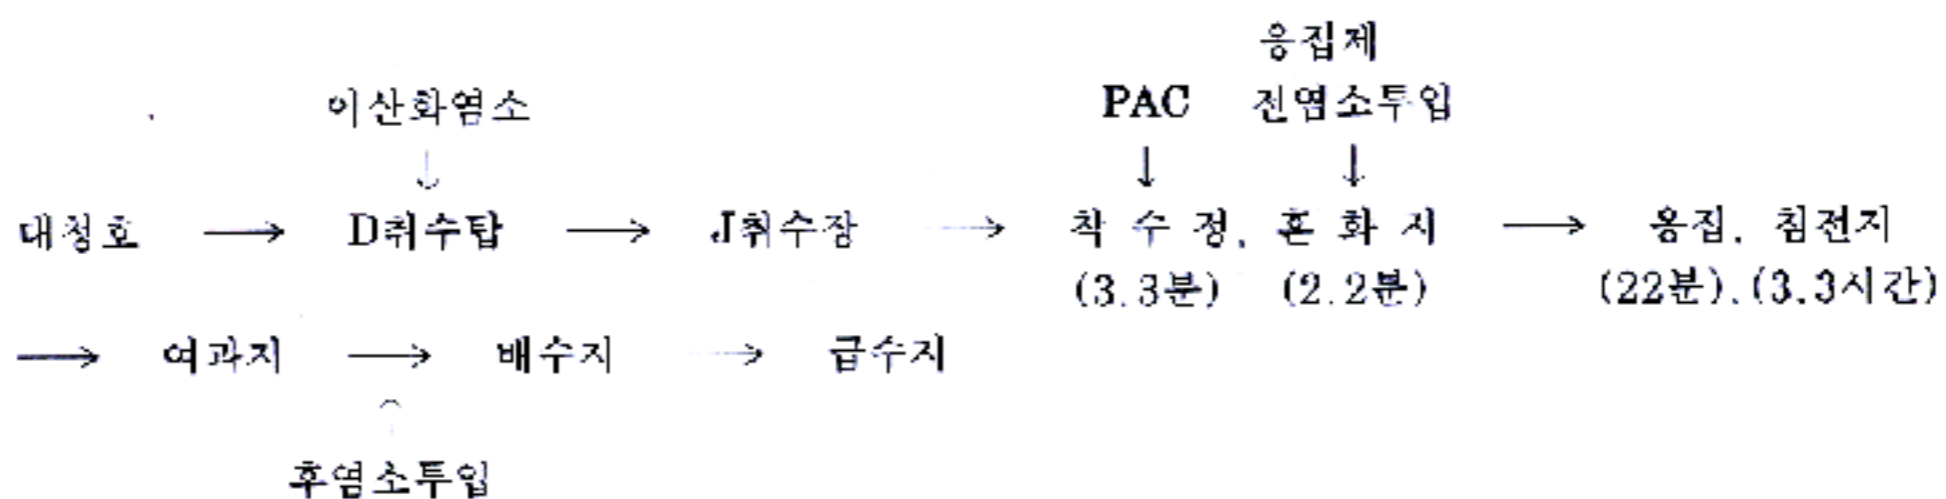 응집제
이산화염소 PAC 전염소투입
↓ ↓ ↓
대청호 → D취수탑 → J취수장 → 착 수 정, 혼 화 지 → 응집, 침전지
(3.3분) (2.2분) (22분), (3.3시간)
→ 여과지 → 배수지 → 급수지
후염소투입